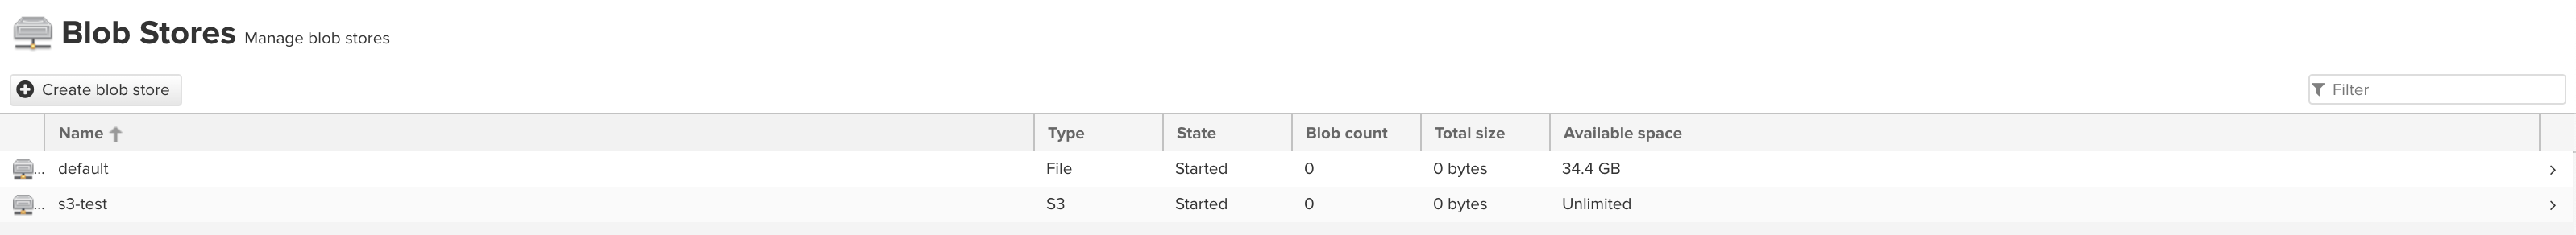 Blob Stores Manage blob stores
Create blob store Filter
Name Type State Blob count Total size Available space
... default File Started 0 0 bytes 34.4 GB
... s3-test S3 Started 0 0 bytes Unlimited